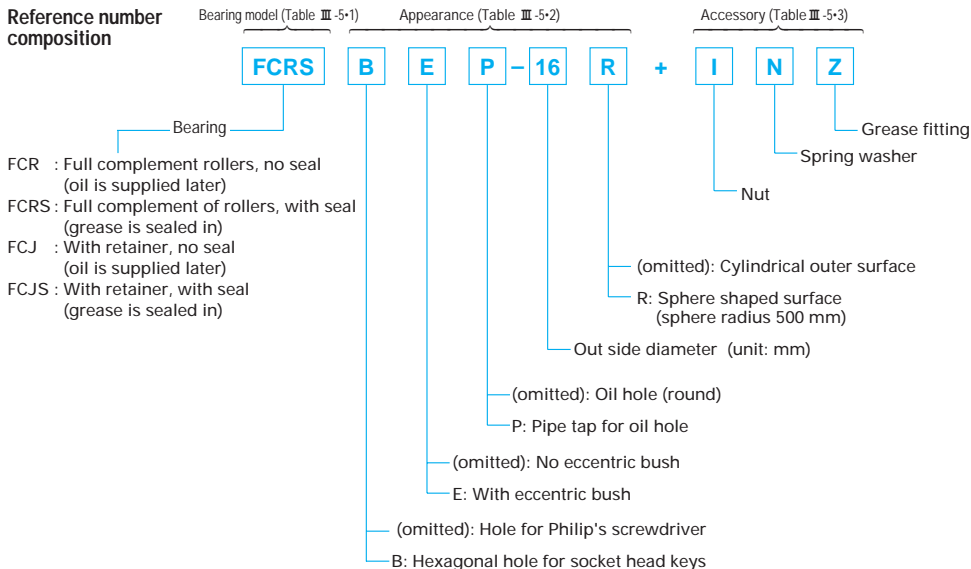 Reference number
composition
Bearing model (Table Ⅲ -5•1)
Appearance (Table Ⅲ -5•2)
Accessory (Table Ⅲ -5•3)
FCRS B E P – 16 R + I N Z
Bearing
FCR : Full complement rollers, no seal
(oil is supplied later)
FCRS : Full complement of rollers, with seal
(grease is sealed in)
FCJ : With retainer, no seal
(oil is supplied later)
FCJS : With retainer, with seal
(grease is sealed in)
Grease fitting
Spring washer
Nut
(omitted): Cylindrical outer surface
R: Sphere shaped surface
(sphere radius 500 mm)
Out side diameter (unit: mm)
(omitted): Oil hole (round)
P: Pipe tap for oil hole
(omitted): No eccentric bush
E: With eccentric bush
(omitted): Hole for Philip's screwdriver
B: Hexagonal hole for socket head keys